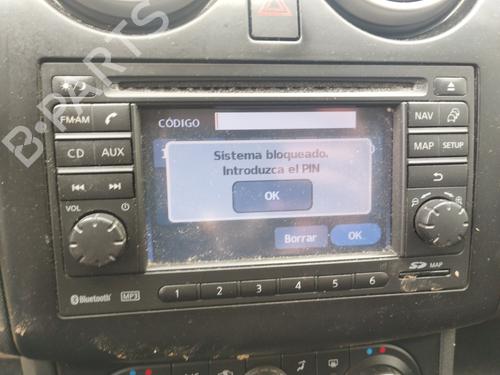 B-PARTS
CÓDIGO
Sistema bloqueado.
Introduzca el PIN
OK
Borrar
OK
FM•AM
CD
AUX
VOL
NAV
MAP
SETUP
Bluetooth
MP3
1
2
3
4
5
6
SD
MAP